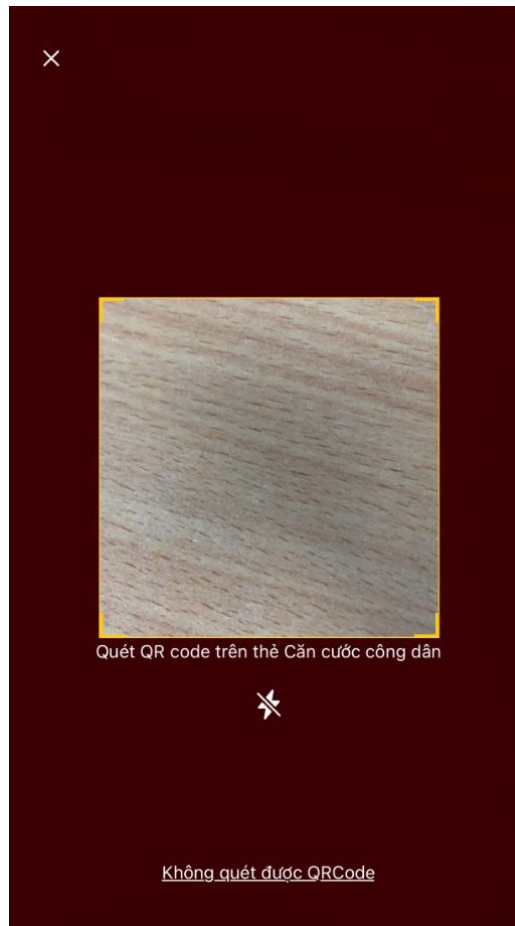 Quét QR code trên thẻ Căn cước công dân
Không quét được QRCode